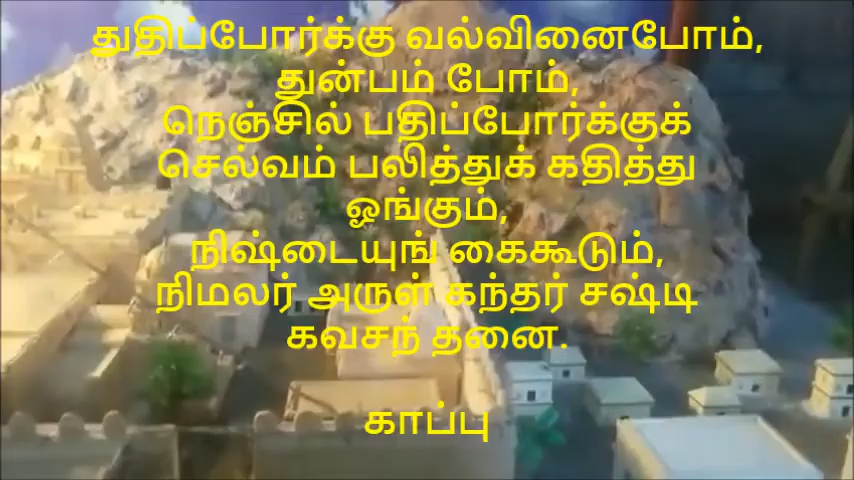 துதிப்போர்க்கு வல்வினைபோம்,
துன்பம் போம்,
நெஞ்சில் பதிப்போர்க்குக்
செல்வம் பலித்துக் கதித்து
ஓங்கும்,
நிஷ்டையுங் கைகூடும்,
நிமலர் அருள் கந்தர் சஷ்டி
கவசந் தனை.
காப்பு